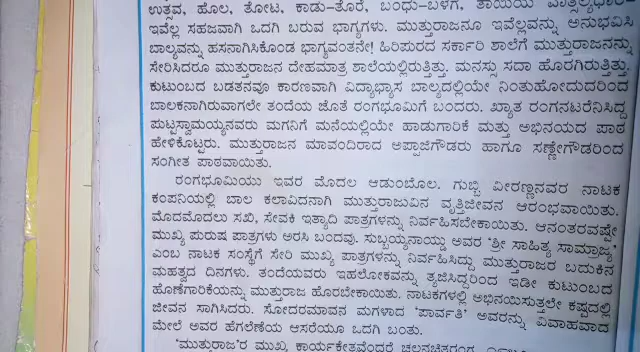 ಉತ್ಸವ, ಹೊಲ, ತೋಟ, ಕಾಡು-ತೊರೆ, ಬಂಧು-ಬಳಗ, ತಾಯಿಯ
ಇವೆಲ್ಲ ಸಹಜವಾಗಿ ಒದಗಿ ಬರುವ ಭಾಗ್ಯಗಳು. ಮುತ್ತುರಾಜನೂ ಇವೆಲ್ಲವನ್ನು ಅನುಭವಿಸಿ
ಬಾಲ್ಯವನ್ನು ಹಸನಾಗಿಸಿಕೊಂಡ ಭಾಗ್ಯವಂತನೇ! ಹಿರಿಪುರದ ಸರ್ಕಾರಿ ಶಾಲೆಗೆ ಮುತ್ತುರಾಜನನ್ನು
ಸೇರಿಸಿದರೂ ಮುತ್ತುರಾಜನ ದೇಹಮಾತ್ರ ಶಾಲೆಯಲ್ಲಿರುತ್ತಿತ್ತು. ಮನಸ್ಸು ಸದಾ ಹೊರಗಿರುತ್ತಿತ್ತು.
ಕುಟುಂಬದ ಬಡತನವೂ ಕಾರಣವಾಗಿ ವಿದ್ಯಾಭ್ಯಾಸ ಬಾಲ್ಯದಲ್ಲಿಯೇ ನಿಂತುಹೋದುದರಿಂದ
ಬಾಲಕನಾಗಿರುವಾಗಲೇ ತಂದೆಯ ಜೊತೆ ರಂಗಭೂಮಿಗೆ ಬಂದರು. ಖ್ಯಾತ ರಂಗನಟರೆನಿಸಿದ್ದ
ಪುಟ್ಟಸ್ವಾಮಯ್ಯನವರು ಮಗನಿಗೆ ಮನೆಯಲ್ಲಿಯೇ ಹಾಡುಗಾರಿಕೆ ಮತ್ತು ಅಭಿನಯದ ಪಾಠ
ಹೇಳಿಕೊಟ್ಟರು. ಮುತ್ತುರಾಜನ ಮಾವಂದಿರಾದ ಅಪ್ಪಾಜಿಗೌಡರು ಹಾಗೂ ಸಣ್ಣೇಗೌಡರಿಂದ
ಸಂಗೀತ ಪಾಠವಾಯಿತು.
ರಂಗಭೂಮಿಯು ಇವರ ಮೊದಲ ಆಡುಂಬೊಲ. ಗುಬ್ಬಿ ವೀರಣ್ಣನವರ ನಾಟಕ
ಕಂಪನಿಯಲ್ಲಿ ಬಾಲ ಕಲಾವಿದನಾಗಿ ಮುತ್ತುರಾಜುವಿನ ವೃತ್ತಿಜೀವನ ಆರಂಭವಾಯಿತು.
ಮೊದಮೊದಲು ಸಖಿ, ಸೇವಕಿ ಇತ್ಯಾದಿ ಪಾತ್ರಗಳನ್ನು ನಿರ್ವಹಿಸಬೇಕಾಯಿತು. ಆನಂತರವಷ್ಟೇ
ಮುಖ್ಯ ಪುರುಷ ಪಾತ್ರಗಳು ಅರಸಿ ಬಂದವು. ಸುಬ್ಬಯ್ಯನಾಯ್ಡು ಅವರ 'ಶ್ರೀ ಸಾಹಿತ್ಯ ಸಾಮ್ರಾಜ್ಯ'
ಎಂಬ ನಾಟಕ ಸಂಸ್ಥೆಗೆ ಸೇರಿ ಮುಖ್ಯ ಪಾತ್ರಗಳನ್ನು ನಿರ್ವಹಿಸಿದ್ದು ಮುತ್ತುರಾಜರ ಬದುಕಿನ
ಮಹತ್ವದ ದಿನಗಳು. ತಂದೆಯವರು ಇಹಲೋಕವನ್ನು ತ್ಯಜಿಸಿದ್ದರಿಂದ ಇಡೀ ಕುಟುಂಬದ
ಹೊಣೆಗಾರಿಕೆಯನ್ನು ಮುತ್ತುರಾಜ ಹೊರಬೇಕಾಯಿತು. ನಾಟಕಗಳಲ್ಲಿ ಅಭಿನಯಿಸುತ್ತಲೇ ಕಷ್ಟದಲ್ಲಿ
ಜೀವನ ಸಾಗಿಸಿದರು. ಸೋದರಮಾವನ ಮಗಳಾದ 'ಪಾರ್ವತಿ' ಅವರನ್ನು ವಿವಾಹವಾದ
ಮೇಲೆ ಅವರ ಹೆಗಲೆಣೆಯ ಆಸರೆಯೂ ಒದಗಿ ಬಂತು.
'ಮುತ್ತುರಾಜ'ರ ಮುಖ್ಯ ಕಾರ್ಯಕ್ಷೇತ್ರವೆಂದರೆ ಚಲನಚಿತ್ರರಂಗ.